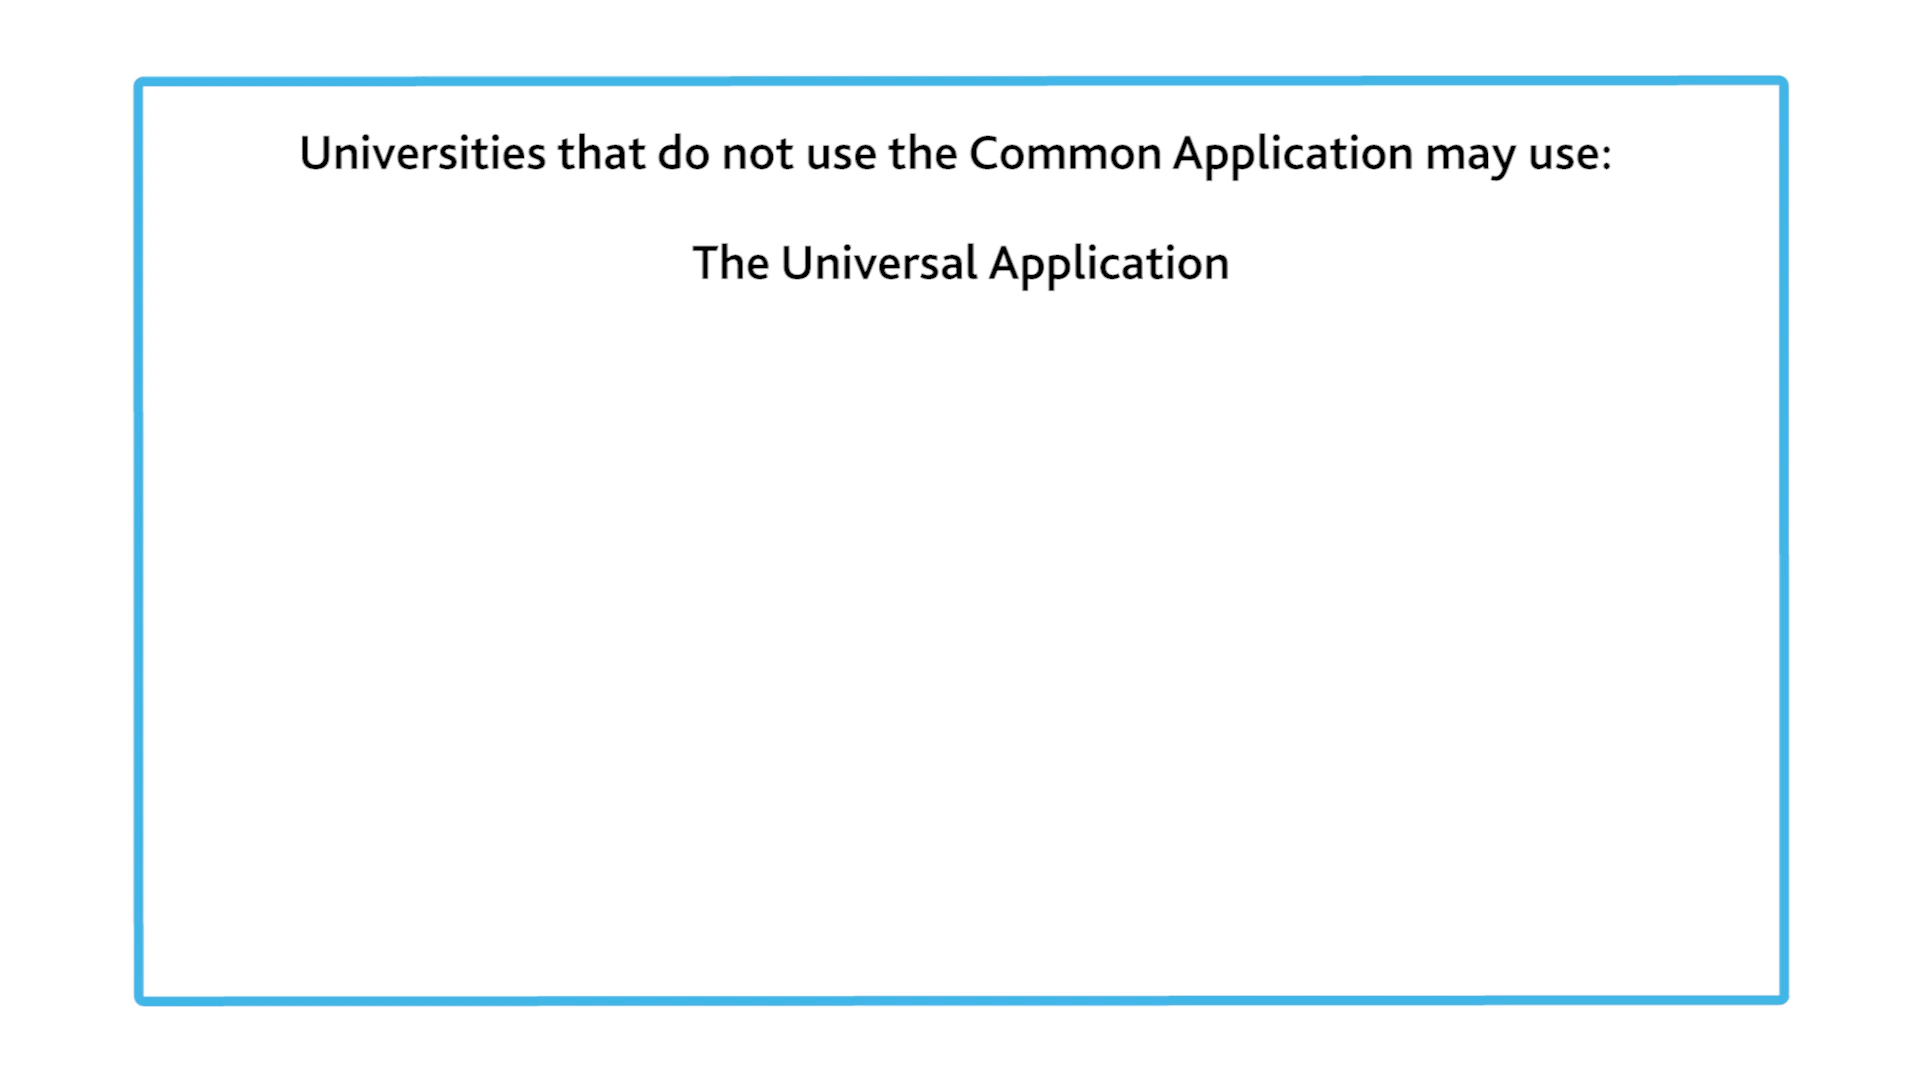 Universities that do not use the Common Application may use:
The Universal Application